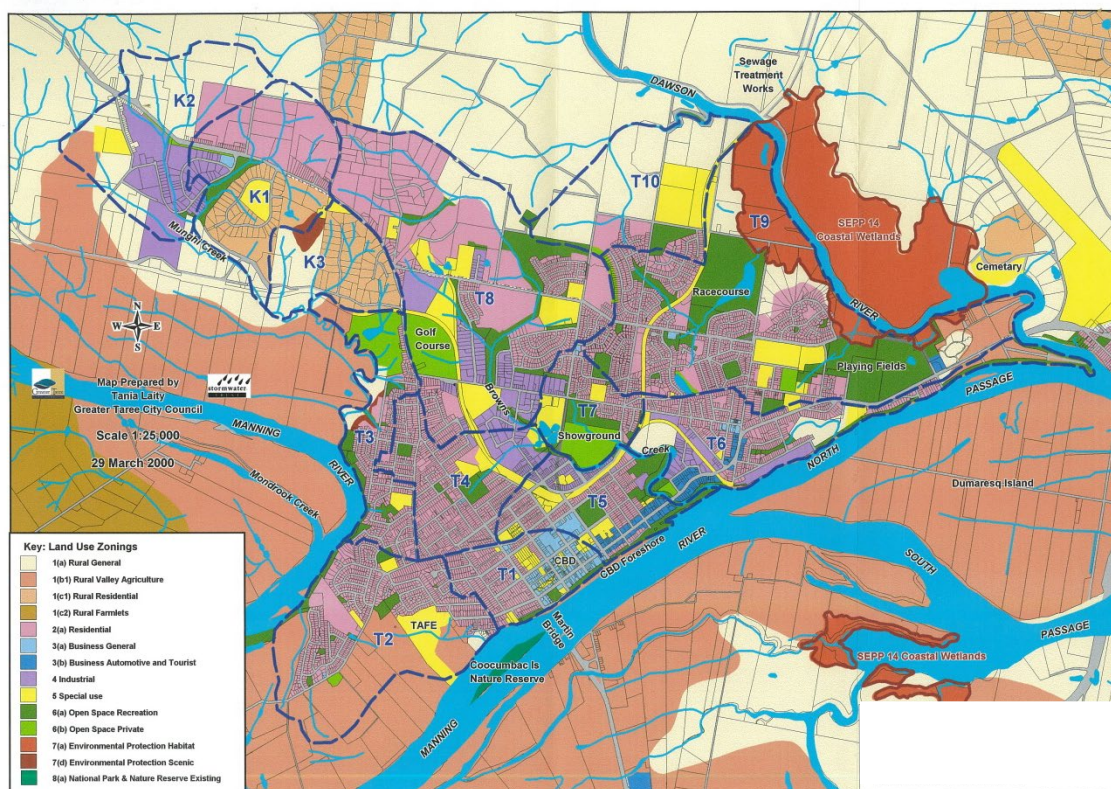 Sewage
Treatment
Works
DAWSON
K2
T10
K1
T9
SEPP 14
Coastal Wetlands
Munghi Creek
K3
Cemetary
T8
Racecourse
RIVER
N
W E
S
Golf
Course
Playing Fields
PASSAGE
Map Prepared by
Tania Laity
Greater Taree City Council
stormwater
Browns
T7
Showground
NORTH
MANNING
T3
Creek
T6
Scale 1:25,000
29 March 2000
RIVER
T4
Mondrook Creek
T5
Dumaresq Island
RIVER
CBD
CBD Foreshore
SOUTH
T1
Martin
Bridge
TAFE
T2
PASSAGE
SEPP 14 Coastal Wetlands
Coocumbac Is
Nature Reserve
MANNING
Key: Land Use Zonings
1(a) Rural General
1(b1) Rural Valley Agriculture
1(c1) Rural Residential
1(c2) Rural Farmlets
2(a) Residential
3(a) Business General
3(b) Business Automotive and Tourist
4 Industrial
5 Special use
6(a) Open Space Recreation
6(b) Open Space Private
7(a) Environmental Protection Habitat
7(d) Environmental Protection Scenic
8(a) National Park & Nature Reserve Existing